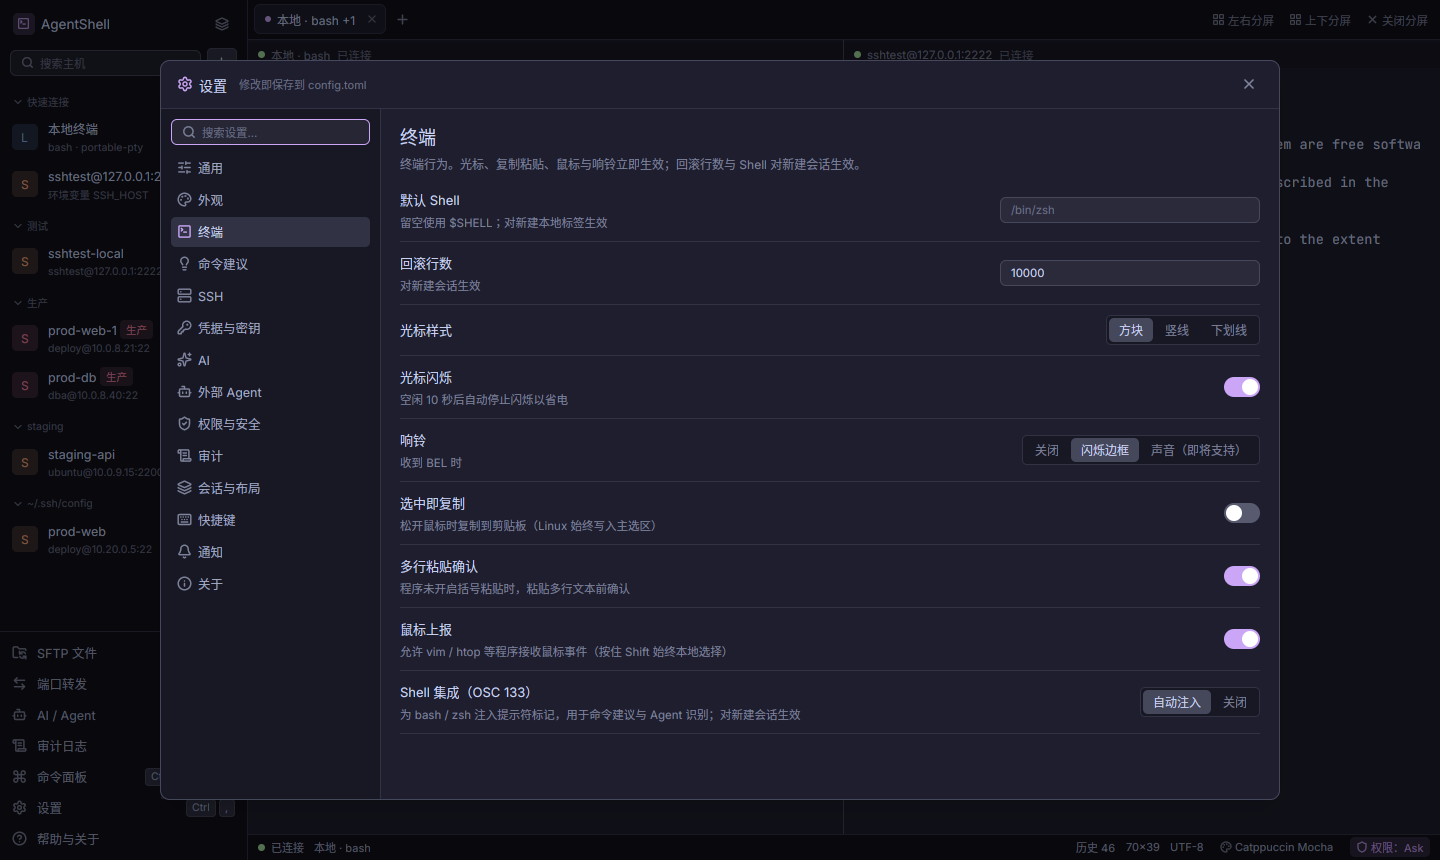 AgentShell
本地 · bash +1
左右分屏
上下分屏
关闭分屏
搜索主机
本地 · bash 已连接
sshtest@127.0.0.1:2222 已连接
快速连接
本地终端
bash · portable-pty
sshtest@127.0.0.1:2
环境变量 SSH_HOST
测试
sshtest-local
sshtest@127.0.0.1:2222
生产
prod-web-1 生产
deploy@10.0.8.21:22
prod-db 生产
dba@10.0.8.40:22
staging
staging-api
ubuntu@10.0.9.15:2200
~/.ssh/config
prod-web
deploy@10.20.0.5:22
SFTP 文件
端口转发
AI / Agent
审计日志
命令面板
设置 Ctrl ,
帮助与关于
设置 修改即保存到 config.toml
搜索设置...
通用
外观
终端
命令建议
SSH
凭据与密钥
AI
外部 Agent
权限与安全
审计
会话与布局
快捷键
通知
关于
终端
终端行为。光标、复制粘贴、鼠标与响铃立即生效；回滚行数与 Shell 对新建会话生效。
默认 Shell
留空使用 $SHELL；对新建本地标签生效
/bin/zsh
回滚行数
对新建会话生效
10000
光标样式
方块 竖线 下划线
光标闪烁
空闲 10 秒后自动停止闪烁以省电
响铃
收到 BEL 时
关闭 闪烁边框 声音（即将支持）
选中即复制
松开鼠标时复制到剪贴板（Linux 始终写入主选区）
多行粘贴确认
程序未开启括号粘贴时，粘贴多行文本前确认
鼠标上报
允许 vim / htop 等程序接收鼠标事件（按住 Shift 始终本地选择）
Shell 集成（OSC 133）
为 bash / zsh 注入提示符标记，用于命令建议与 Agent 识别；对新建会话生效
自动注入 关闭
em are free softwa
scribed in the
to the extent
已连接 本地 · bash
历史 46 70×39 UTF-8 Catppuccin Mocha 权限：Ask